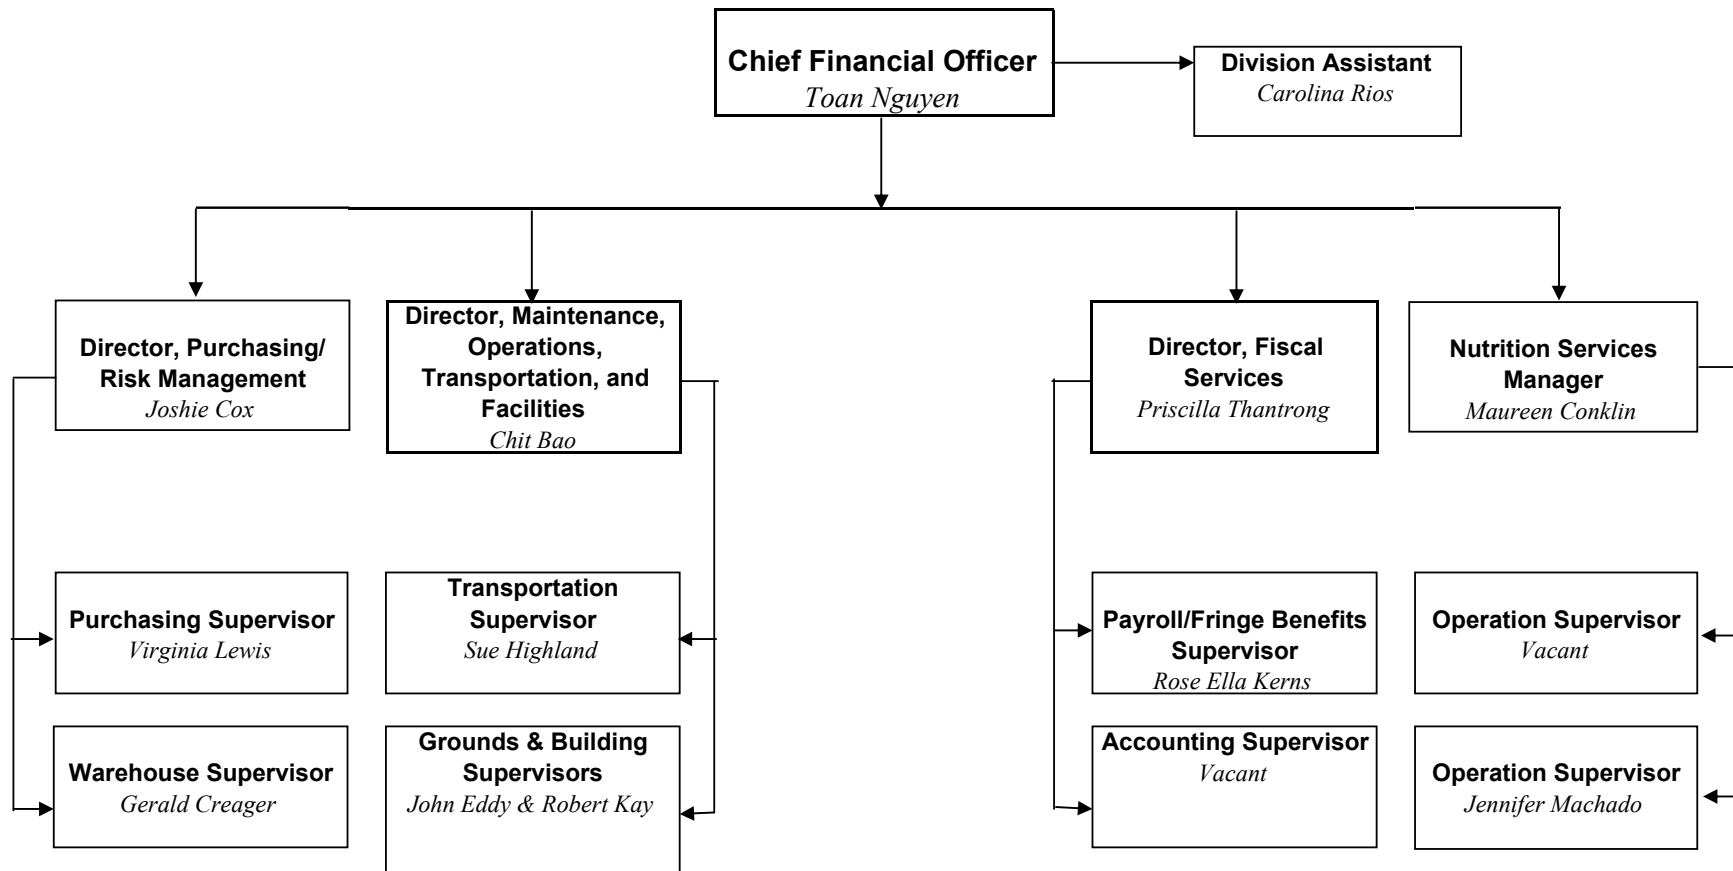 Chief Financial Officer
Toan Nguyen
Division Assistant
Carolina Rios
Director, Purchasing/
Risk Management
Joshie Cox
Director, Maintenance,
Operations,
Transportation, and
Facilities
Chit Bao
Director, Fiscal
Services
Priscilla Thantrong
Nutrition Services
Manager
Maureen Conklin
Purchasing Supervisor
Virginia Lewis
Transportation
Supervisor
Sue Highland
Payroll/Fringe Benefits
Supervisor
Rose Ella Kerns
Operation Supervisor
Vacant
Warehouse Supervisor
Gerald Creager
Grounds & Building
Supervisors
John Eddy & Robert Kay
Accounting Supervisor
Vacant
Operation Supervisor
Jennifer Machado